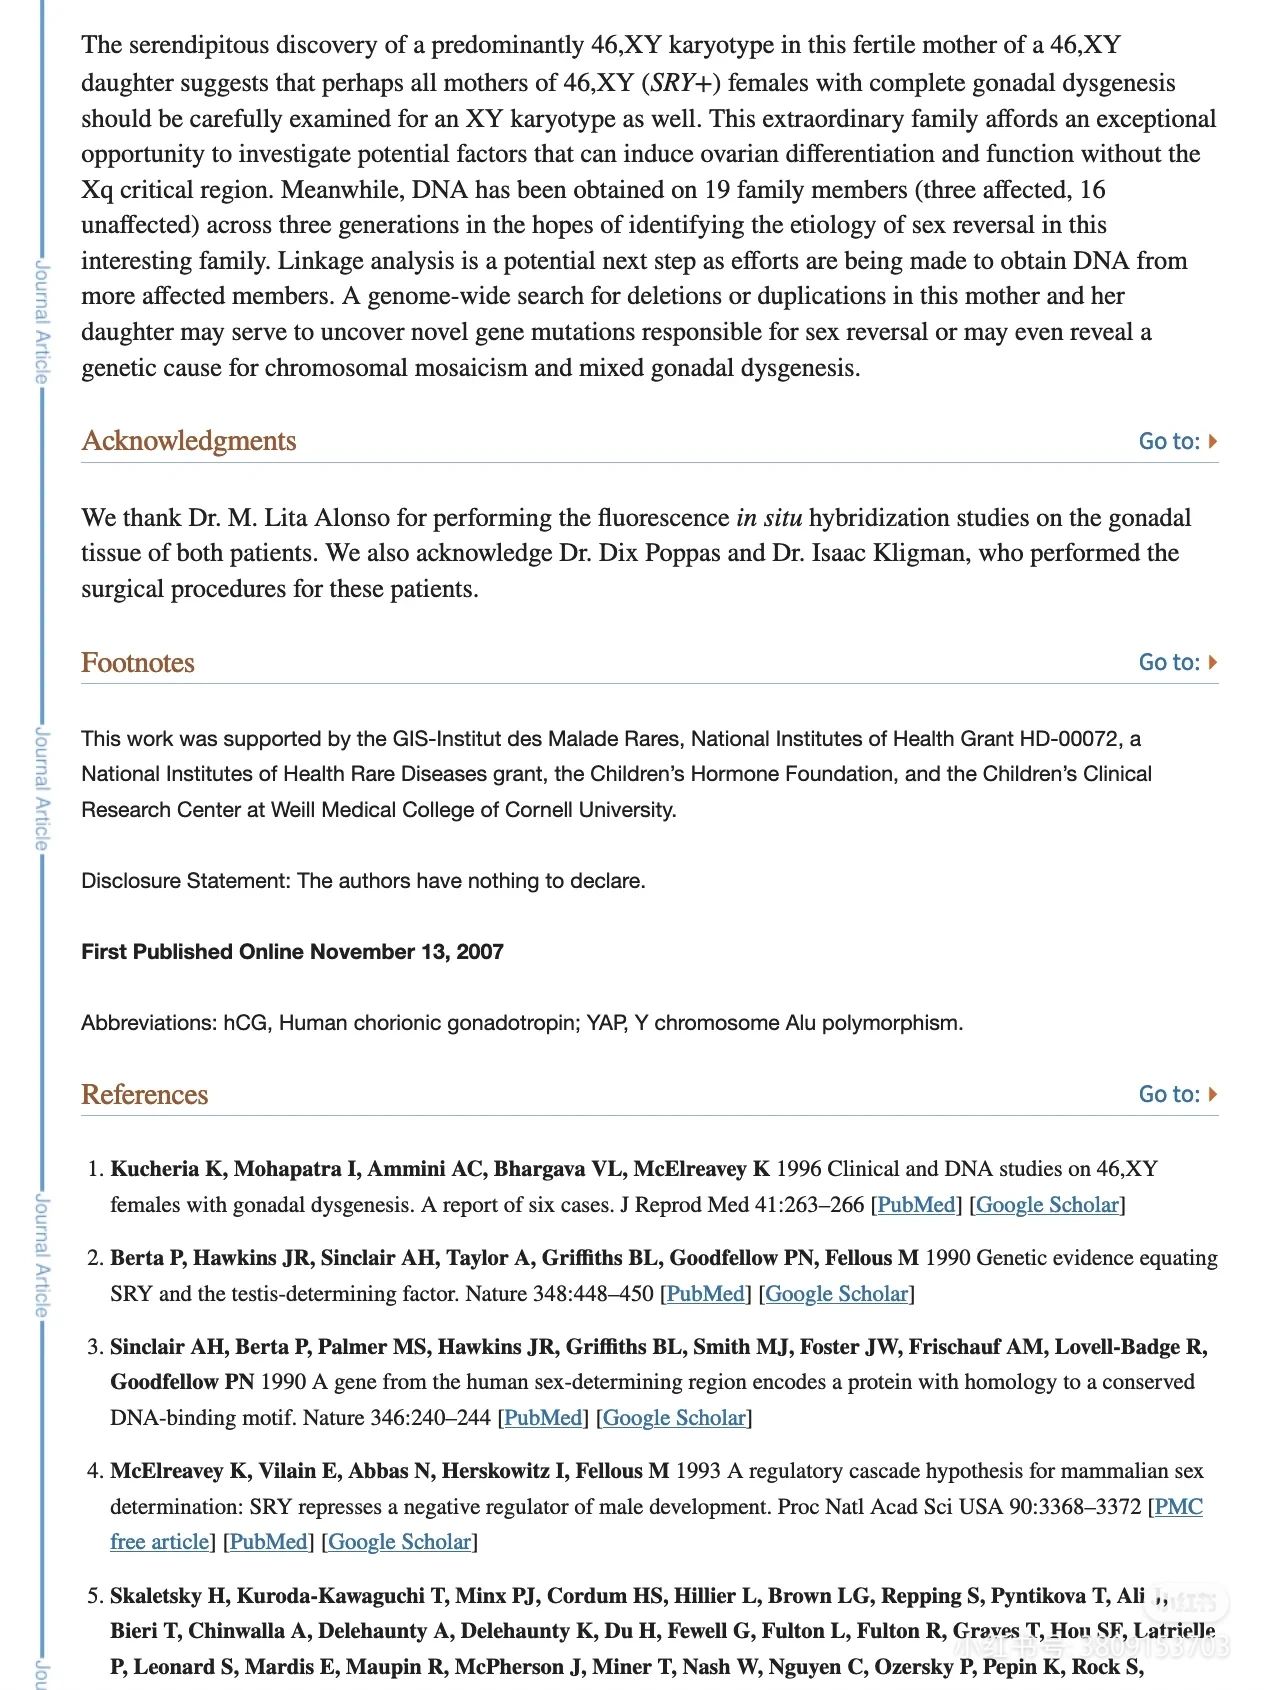 The serendipitous discovery of a predominantly 46,XY karyotype in this fertile mother of a 46,XY
daughter suggests that perhaps all mothers of 46,XY (SRY+) females with complete gonadal dysgenesis
should be carefully examined for an XY karyotype as well. This extraordinary family affords an exceptional
opportunity to investigate potential factors that can induce ovarian differentiation and function without the
Xq critical region. Meanwhile, DNA has been obtained on 19 family members (three affected, 16
unaffected) across three generations in the hopes of identifying the etiology of sex reversal in this
interesting family. Linkage analysis is a potential next step as efforts are being made to obtain DNA from
more affected members. A genome-wide search for deletions or duplications in this mother and her
daughter may serve to uncover novel gene mutations responsible for sex reversal or may even reveal a
genetic cause for chromosomal mosaicism and mixed gonadal dysgenesis.
Journal Article
Acknowledgments Go to:
We thank Dr. M. Lita Alonso for performing the fluorescence in situ hybridization studies on the gonadal
tissue of both patients. We also acknowledge Dr. Dix Poppas and Dr. Isaac Kligman, who performed the
surgical procedures for these patients.
Footnotes Go to:
This work was supported by the GIS-Institut des Malade Rares, National Institutes of Health Grant HD-00072, a
National Institutes of Health Rare Diseases grant, the Children's Hormone Foundation, and the Children's Clinical
Research Center at Weill Medical College of Cornell University.
Journal Article
Disclosure Statement: The authors have nothing to declare.
First Published Online November 13, 2007
Abbreviations: hCG, Human chorionic gonadotropin; YAP, Y chromosome Alu polymorphism.
References Go to:
1. Kucheria K, Mohapatra I, Ammini AC, Bhargava VL, McElreavey K 1996 Clinical and DNA studies on 46,XY
females with gonadal dysgenesis. A report of six cases. J Reprod Med 41:263–266 [PubMed] [Google Scholar]
2. Berta P, Hawkins JR, Sinclair AH, Taylor A, Griffiths BL, Goodfellow PN, Fellous M 1990 Genetic evidence equating
SRY and the testis-determining factor. Nature 348:448–450 [PubMed] [Google Scholar]
Journal Article
3. Sinclair AH, Berta P, Palmer MS, Hawkins JR, Griffiths BL, Smith MJ, Foster JW, Frischauf AM, Lovell-Badge R,
Goodfellow PN 1990 A gene from the human sex-determining region encodes a protein with homology to a conserved
DNA-binding motif. Nature 346:240–244 [PubMed] [Google Scholar]
4. McElreavey K, Vilain E, Abbas N, Herskowitz I, Fellous M 1993 A regulatory cascade hypothesis for mammalian sex
determination: SRY represses a negative regulator of male development. Proc Natl Acad Sci USA 90:3368–3372 [PMC
free article] [PubMed] [Google Scholar]
5. Skaletsky H, Kuroda-Kawaguchi T, Minx PJ, Cordum HS, Hillier L, Brown LG, Repping S, Pyntikova T, Ali J,
Bieri T, Chinwalla A, Delehaunty A, Delehaunty K, Du H, Fewell G, Fulton L, Fulton R, Graves T, Hou SF, Latrielle
P, Leonard S, Mardis E, Maupin R, McPherson J, Miner T, Nash W, Nguyen C, Ozersky P, Pepin K, Rock S,
Jou
小红书
小红书号: 3809153703